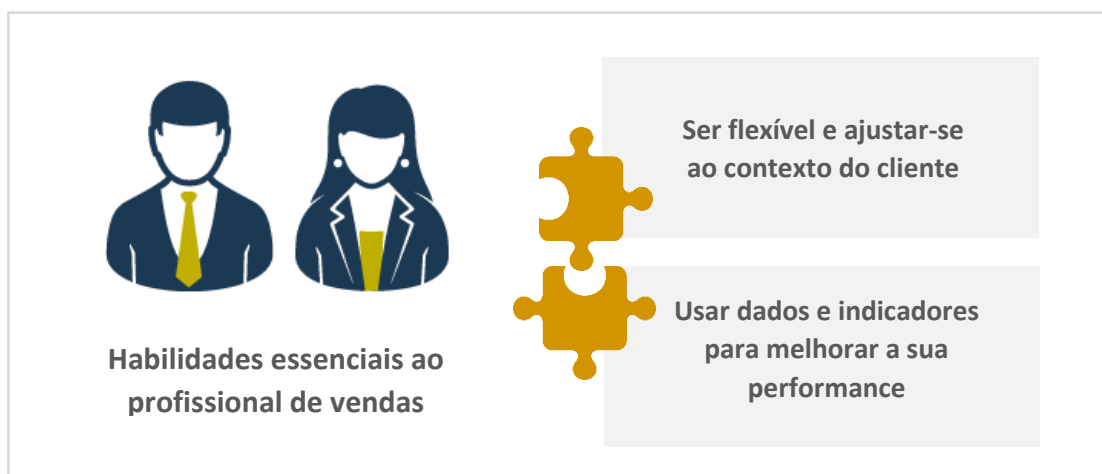 Habilidades essenciais ao
profissional de vendas
Ser flexível e ajustar-se
ao contexto do cliente
Usar dados e indicadores
para melhorar a sua
performance